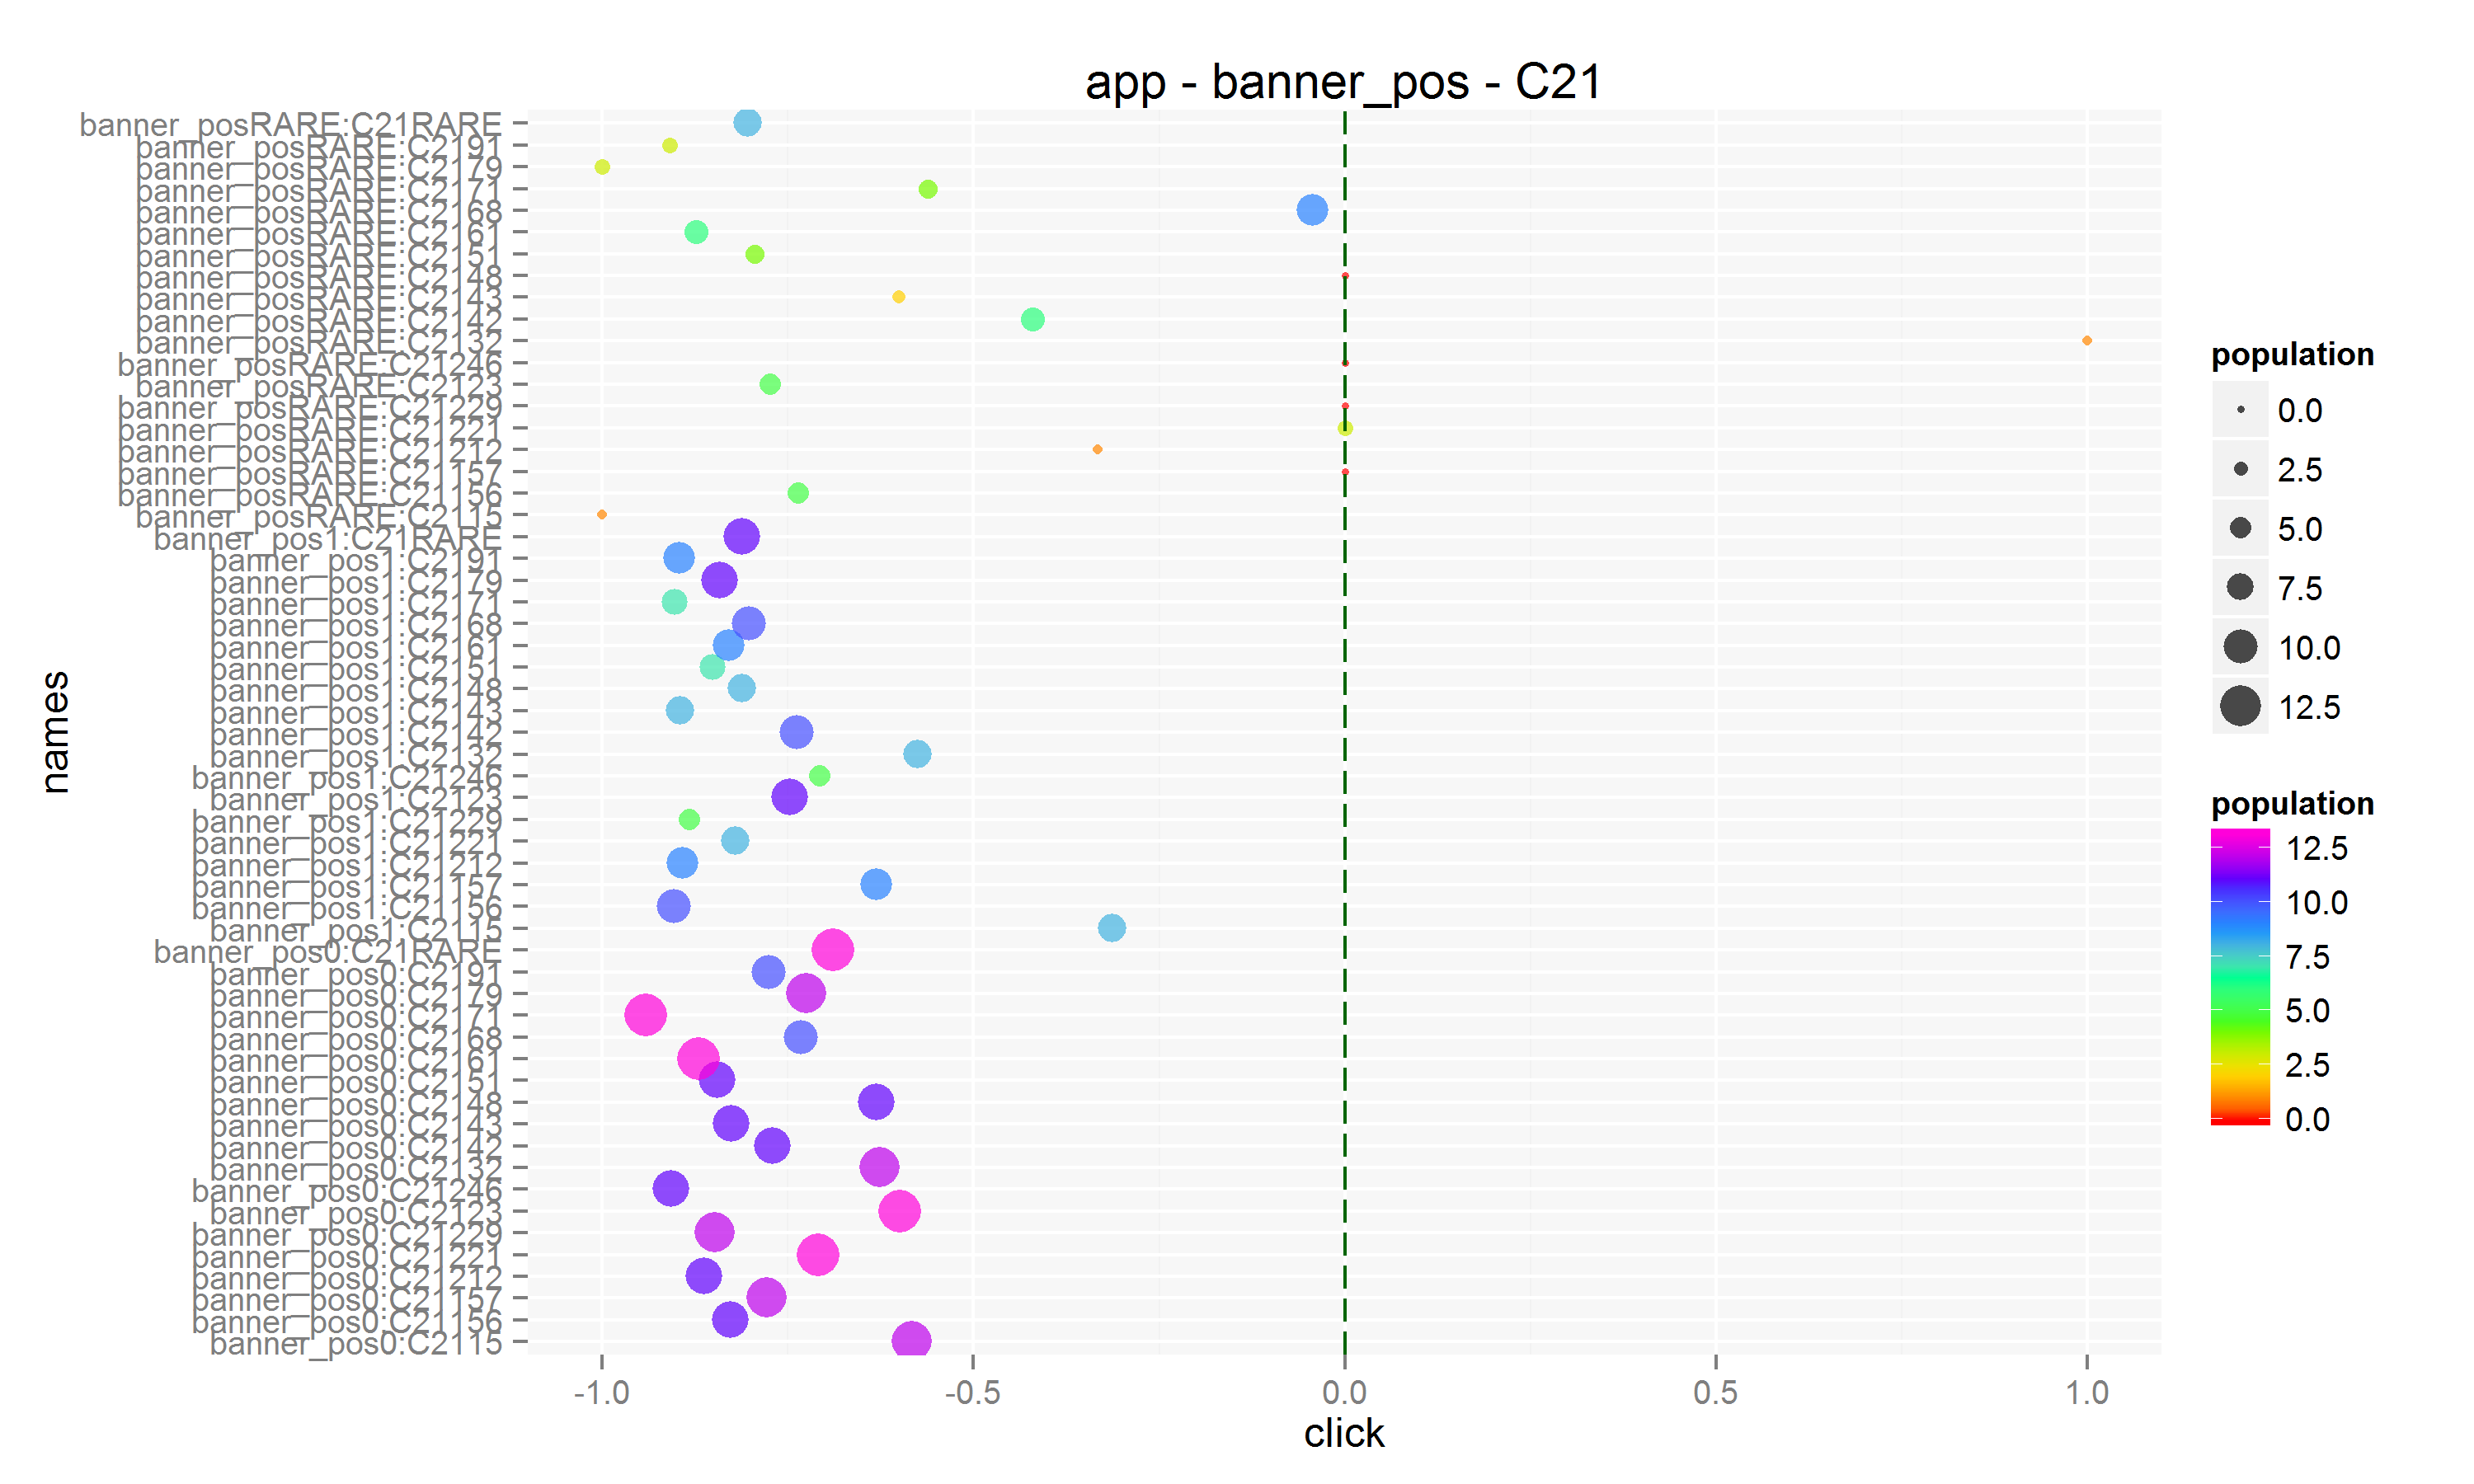 app - banner_pos - C21
names
banner_posRARE:C21RARE
banner_posRARE:C2191
banner_posRARE:C2179
banner_posRARE:C2171
banner_posRARE:C2168
banner_posRARE:C2161
banner_posRARE:C2151
banner_posRARE:C2148
banner_posRARE:C2143
banner_posRARE:C2142
banner_posRARE:C2132
banner_posRARE:C21246
banner_posRARE:C2123
banner_posRARE:C21229
banner_posRARE:C21221
banner_posRARE:C21212
banner_posRARE:C21157
banner_posRARE:C21156
banner_posRARE:C2115
banner_pos1:C21RARE
banner_pos1:C2191
banner_pos1:C2179
banner_pos1:C2171
banner_pos1:C2168
banner_pos1:C2161
banner_pos1:C2151
banner_pos1:C2148
banner_pos1:C2143
banner_pos1:C2142
banner_pos1:C2132
banner_pos1:C21246
banner_pos1:C2123
banner_pos1:C21229
banner_pos1:C21221
banner_pos1:C21212
banner_pos1:C21157
banner_pos1:C21156
banner_pos1:C2115
banner_pos0:C21RARE
banner_pos0:C2191
banner_pos0:C2179
banner_pos0:C2171
banner_pos0:C2168
banner_pos0:C2161
banner_pos0:C2151
banner_pos0:C2148
banner_pos0:C2143
banner_pos0:C2142
banner_pos0:C2132
banner_pos0:C21246
banner_pos0:C2123
banner_pos0:C21229
banner_pos0:C21221
banner_pos0:C21212
banner_pos0:C21157
banner_pos0:C21156
banner_pos0:C2115
-1.0 -0.5 0.0 0.5 1.0
click
population
0.0
2.5
5.0
7.5
10.0
12.5
population
12.5
10.0
7.5
5.0
2.5
0.0